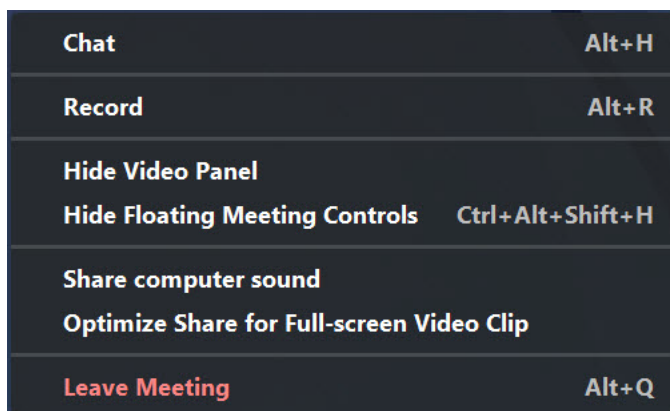 Chat Alt+H
Record Alt+R
Hide Video Panel
Hide Floating Meeting Controls Ctrl+Alt+Shift+H
Share computer sound
Optimize Share for Full-screen Video Clip
Leave Meeting Alt+Q